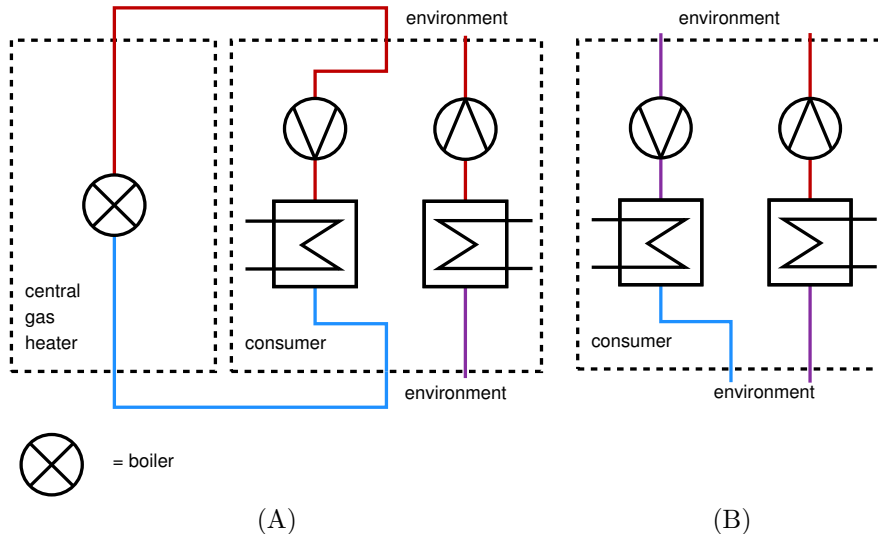 environment
environment
central
gas
heater
consumer
consumer
environment
environment
= boiler
(A)
(B)